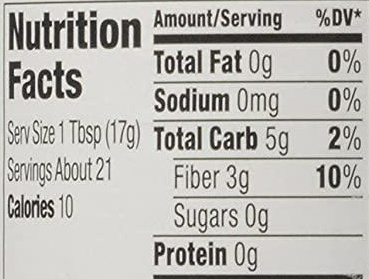 Nutrition
Facts
Serv Size 1 Tbsp (17g)
Servings About 21
Calories 10
Amount/Serving %DV*
Total Fat 0g 0%
Sodium 0mg 0%
Total Carb 5g 2%
Fiber 3g 10%
Sugars 0g
Protein 0g